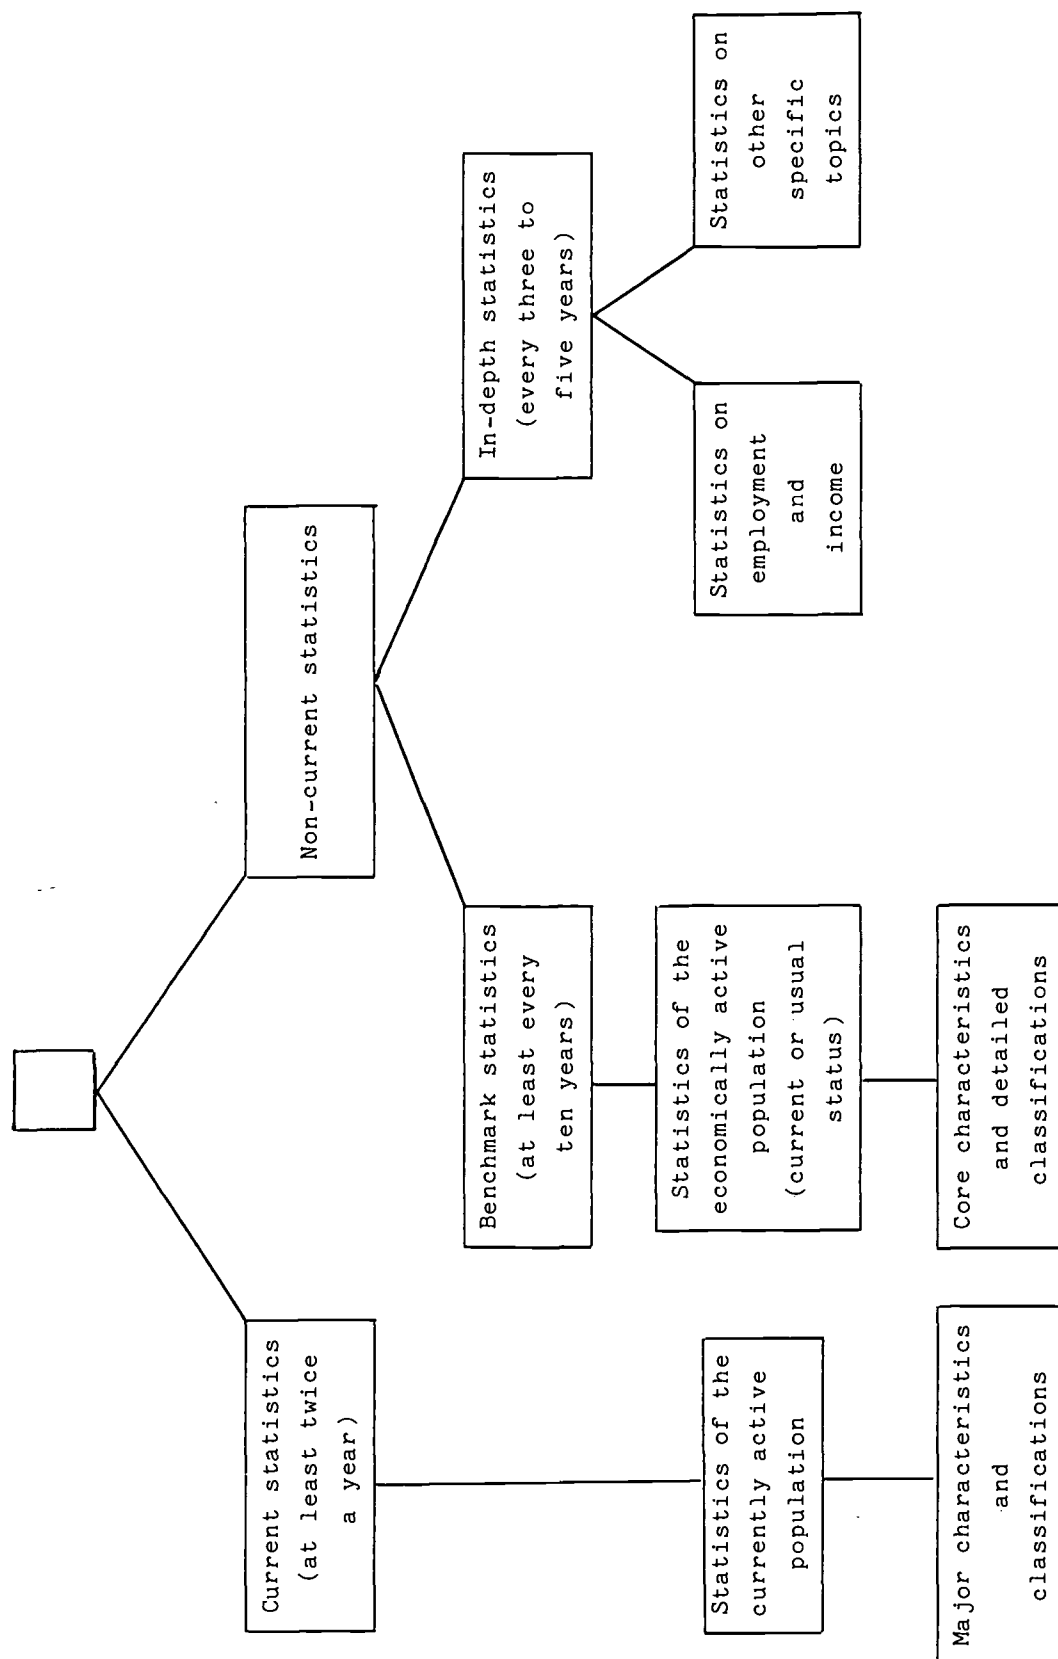 Current statistics
(at least twice
a year)
Non-current statistics
Benchmark statistics
(at least every
ten years)
In-depth statistics
(every three to
five years)
Statistics of the
currently active
population
Statistics of the
economically active
population
(current or usual
status)
Statistics on
employment
and
income
Statistics on
other
specific
topics
Major characteristics
and
classifications
Core characteristics
and detailed
classifications